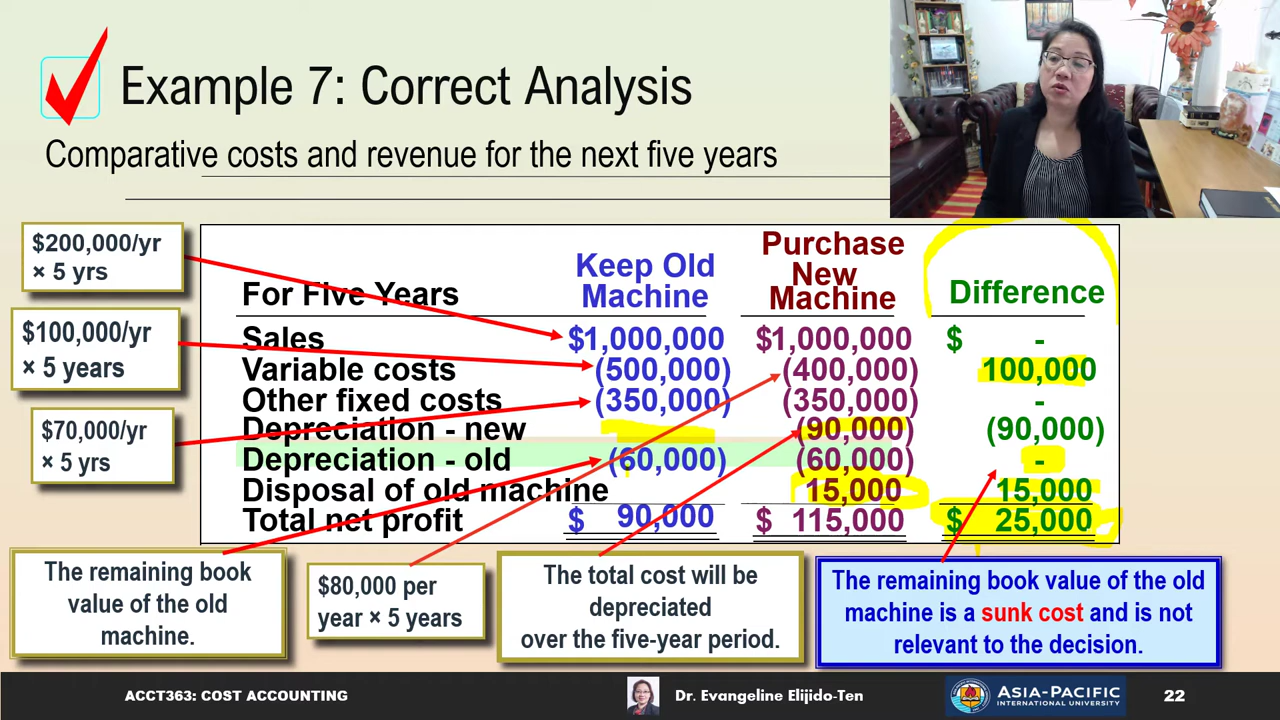 Example 7: Correct Analysis
Comparative costs and revenue for the next five years
$200,000/yr
× 5 yrs
$100,000/yr
× 5 years
$70,000/yr
× 5 yrs
For Five Years Keep Old Machine Purchase New Machine Difference
Sales $1,000,000 $1,000,000 $ -
Variable costs (500,000) (400,000) 100,000
Other fixed costs (350,000) (350,000) -
Depreciation - new (90,000) (90,000)
Depreciation - old (60,000) (60,000) -
Disposal of old machine 15,000 15,000
Total net profit $ 90,000 $ 115,000 $ 25,000
The remaining book
value of the old
machine.
$80,000 per
year × 5 years
The total cost will be
depreciated
over the five-year period.
The remaining book value of the old
machine is a sunk cost and is not
relevant to the decision.
ACCT363: COST ACCOUNTING
Dr. Evangeline Elijido-Ten
ASIA-PACIFIC
INTERNATIONAL UNIVERSITY
22